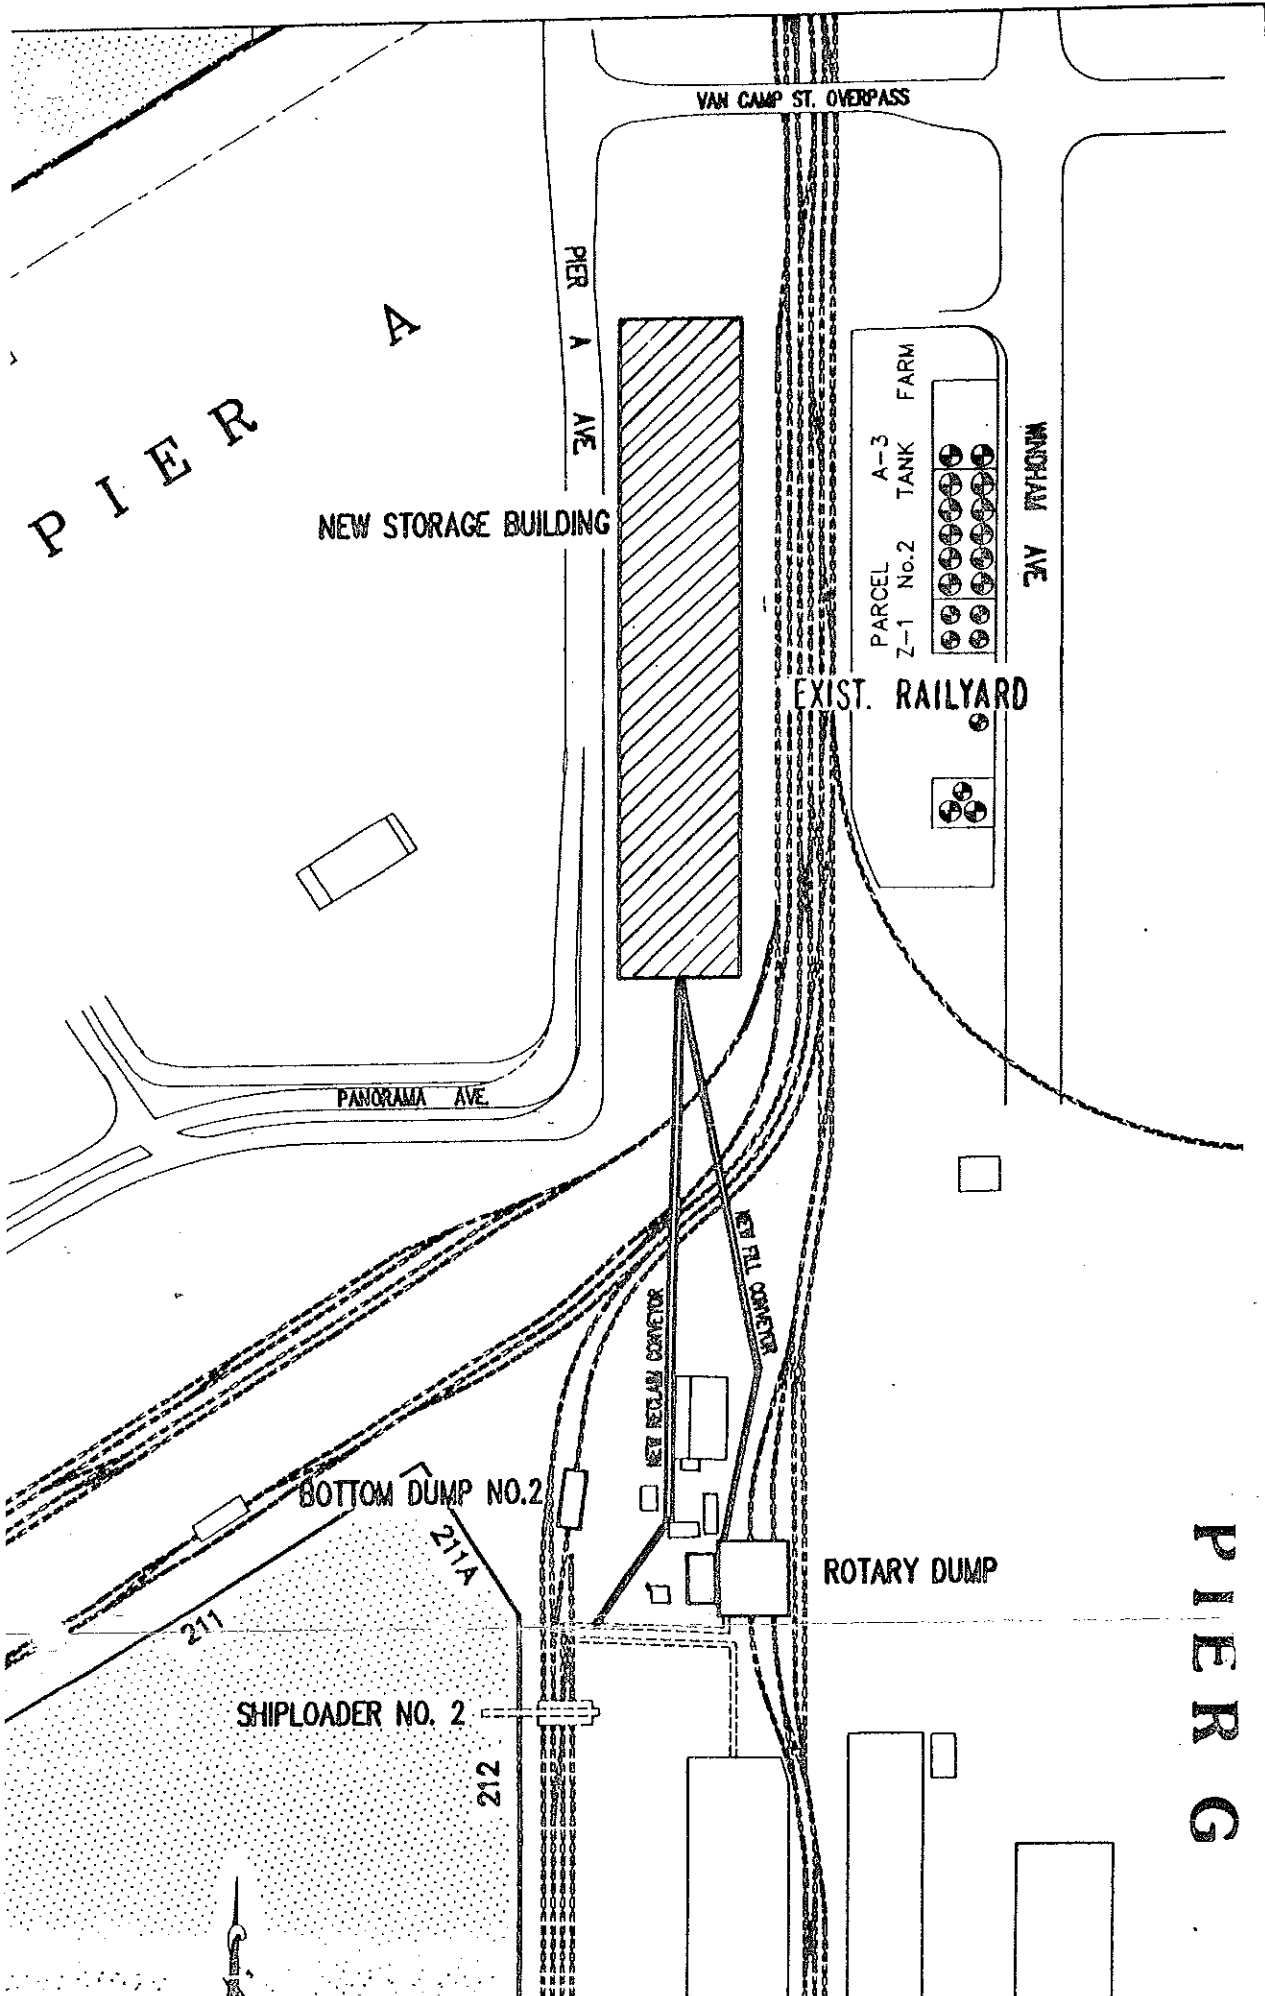 VAN CAMP ST. OVERPASS
PIER A AVE
PIER A
NEW STORAGE BUILDING
PARCEL A-3
Z-1 No.2 TANK FARM
WINDHAM AVE
EXIST. RAILYARD
PANORAMA AVE.
NEW FILL CONVEYOR
NEW RECLAIM CONVEYOR
BOTTOM DUMP NO.2
211A
ROTARY DUMP
211
SHIPLOADER NO. 2
212
PIER G